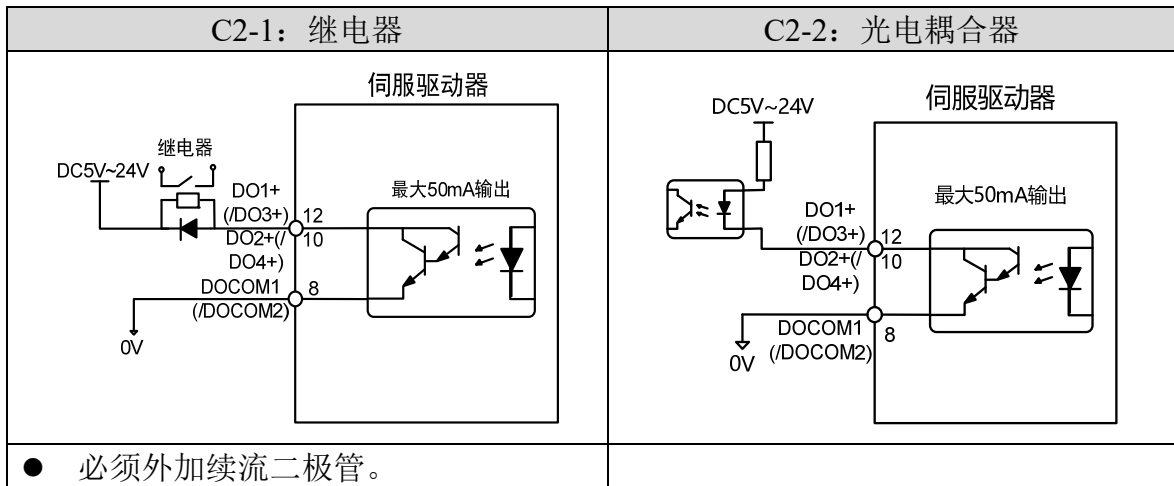 C2-1：继电器
C2-2：光电耦合器
伺服驱动器
继电器
DC5V~24V
最大50mA输出
DO1+
(/DO3+)
12
DO2+(/
10
DO4+)
DOCOM1
8
(/DOCOM2)
0V
伺服驱动器
DC5V~24V
最大50mA输出
DO1+
(/DO3+)
12
DO2+(/
10
DO4+)
DOCOM1
8
(/DOCOM2)
0V
● 必须外加续流二极管。